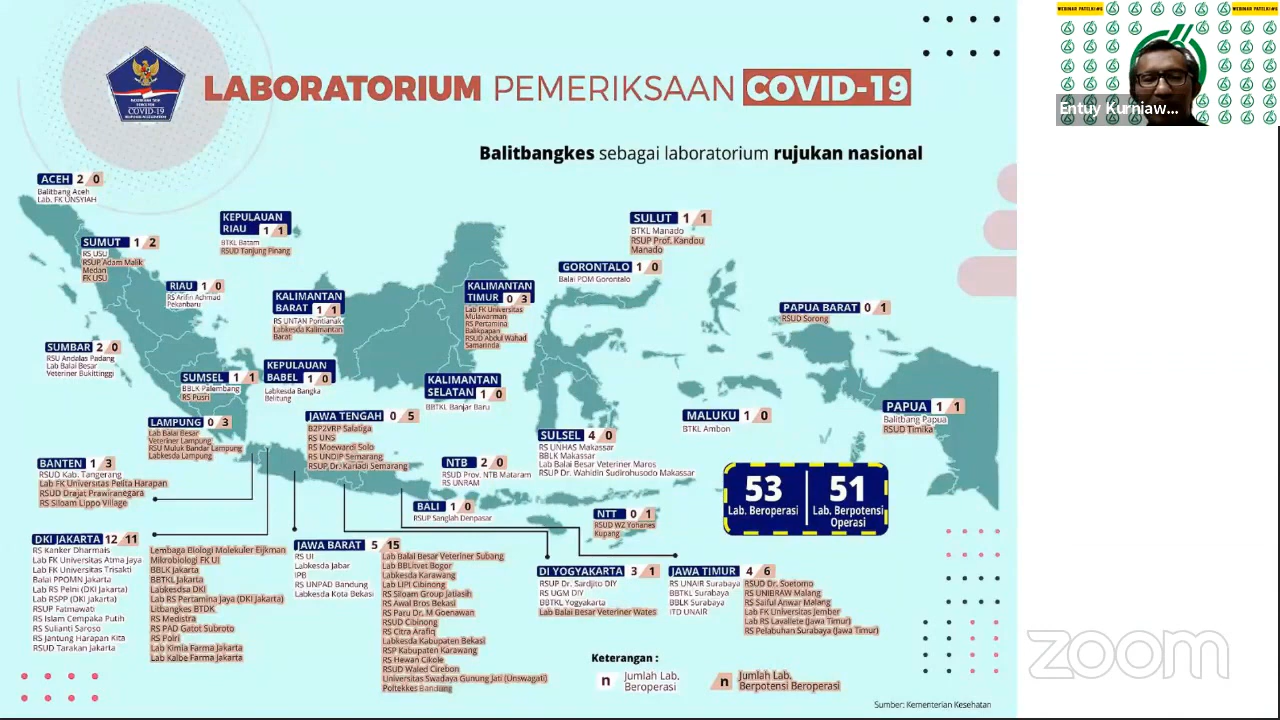 WEBINAR PATELKI#6
WEBINAR PATELKI#6
LABORATORIUM PEMERIKSAAN COVID-19
COVID-19
Entuy Kurniaw...
Balitbangkes sebagai laboratorium rujukan nasional
ACEH 2 0
Balitbang Aceh
Lab. FK UNSYIAH
SUMUT 1 2
RS USU
RSUP Adam Malik
Medan
FK USU
KEPULAUAN
RIAU 1 1
BTKL Batam
RSUD Tanjung Pinang
RIAU 1 0
RS Arifin Achmad
Pekanbaru
SUMBAR 2 0
RSU Andalas Padang
Lab Balai Besar
Veteriner Bukittinggi
SUMSEL 1 1
BBLK Palembang
RS Pusri
KEPULAUAN
BABEL 1 0
Labkesda Bangka
Belitung
LAMPUNG 0 3
Lab Balai Besar
Veteriner Lampung
RSU Muluk Bandar Lampung
Labkesda Lampung
KALIMANTAN
BARAT 1 1
RS UNTAN Pontianak
Labkesda Kalimantan
Barat
KALIMANTAN
TIMUR 0 3
Lab FK Universitas
Mulawarman
RS Pertamina
Balikpapan
RSUD Abdul Wahad
Samarinda
KALIMANTAN
SELATAN 1 0
BBTKL Banjar Baru
SULUT 1 1
BTKL Manado
RSUP Prof. Kandou
Manado
GORONTALO 1 0
Balai POM Gorontalo
PAPUA BARAT 0 1
RSUD Sorong
PAPUA 1 1
Balitbang Papua
RSUD Timika
MALUKU 1 0
BTKL Ambon
SULSEL 4 0
RS UNHAS Makassar
BBLK Makassar
Lab Balai Besar Veteriner Maros
RSUP Dr. Wahidin Sudirohusodo Makassar
JAWA TENGAH 0 5
B2P2VRP Salatiga
RS UNS
RS Moewardi Solo
RS UNDIP Semarang
RSUP Dr. Kariadi Semarang
NTB 2 0
RSUD Prov. NTB Mataram
RS UNRAM
BALI 1 0
RSUP Sanglah Denpasar
NTT 0 1
RSUD WZ Yohanes
Kupang
BANTEN 1 3
RSUD Kab. Tangerang
Lab FK Universitas Pelita Harapan
RSUD Drajat Prawiranegara
RS Siloam Lippo Village
53 51
Lab. Beroperasi
Lab. Berpotensi
Operasi
DKI JAKARTA 12 11
RS Kanker Dharmais
Lab FK Universitas Atma Jaya
Lab FK Universitas Trisakti
Balai PPOMN Jakarta
Lab RS Pelni (DKI Jakarta)
Lab RSPP (DKI Jakarta)
RSUP Fatmawati
RS Islam Cempaka Putih
RS Sulianti Saroso
RS Jantung Harapan Kita
RSUD Tarakan Jakarta
Lembaga Biologi Molekuler Eijkman
Mikrobiologi FK UI
BBLK Jakarta
BBTKL Jakarta
Labkesdsa DKI
Lab RS Pertamina Jaya (DKI Jakarta)
Litbangkes BTDK
RS Medistra
RS PAD Gatot Subroto
RS Polri
Lab Kimia Farma Jakarta
Lab Kalbe Farma Jakarta
JAWA BARAT 5 15
RS UI
Labkesda Jabar
IPB
RS UNPAD Bandung
Labkesda Kota Bekasi
Lab Balai Besar Veteriner Subang
Lab BBLitvet Bogor
Labkesda Karawang
Lab LIPI Cibinong
RS Siloam Group Jatiasih
RS Awal Bros Bekasi
RS Paru Dr. M Goenawan
RSUD Cibinong
RS Citra Arafiq
Labkesda Kabupaten Bekasi
RSP Kabupaten Karawang
RS Hewan Cikole
RSUD Waled Cirebon
Universitas Swadaya Gunung Jati (Unswagati)
Poltekkes Bandung
DI YOGYAKARTA 3 1
RSUP Dr. Sardjito DIY
RS UGM DIY
BBTKL Yogyakarta
Lab Balai Besar Veteriner Wates
JAWA TIMUR 4 6
RS UNAIR Surabaya
BBTKL Surabaya
BBLK Surabaya
ITD UNAIR
RSUD Dr. Soetomo
RS UNIBRAW Malang
RS Saiful Anwar Malang
Lab FK Universitas Jember
Lab RS Lavallete (Jawa Timur)
RS Pelabuhan Surabaya (Jawa Timur)
Keterangan :
n Jumlah Lab.
Beroperasi
n Jumlah Lab.
Berpotensi Beroperasi
Sumber: Kementerian Kesehatan
zoom